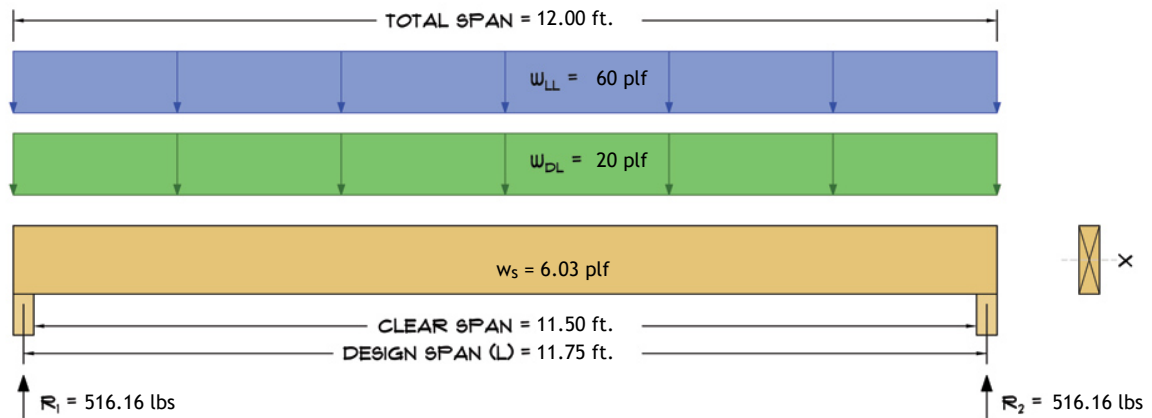 TOTAL SPAN = 12.00 ft.
WLL = 60 plf
WDL = 20 plf
ws = 6.03 plf
X
CLEAR SPAN = 11.50 ft.
DESIGN SPAN (L) = 11.75 ft.
R1 = 516.16 lbs
R2 = 516.16 lbs